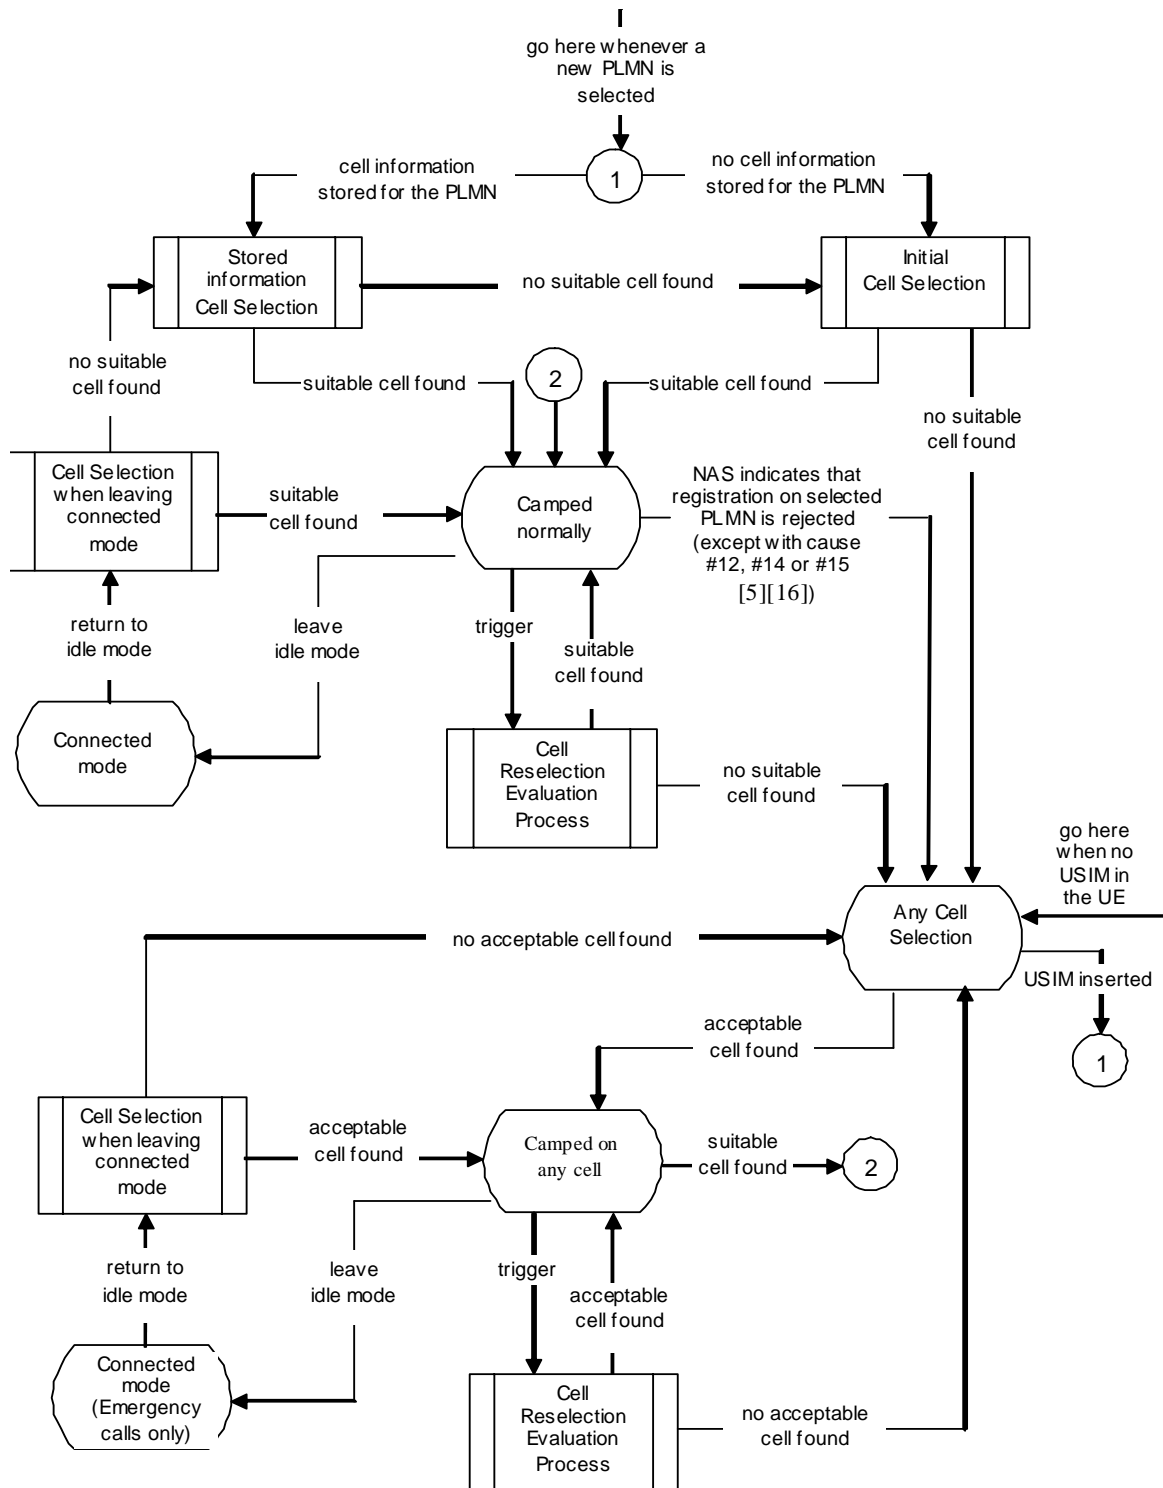 go here whenever a
new PLMN is
selected
1
cell information
stored for the PLMN
no cell information
stored for the PLMN
Stored
information
Cell Selection
no suitable cell found
Initial
Cell Selection
no suitable
cell found
suitable cell found
2
suitable cell found
no suitable
cell found
Cell Selection
when leaving
connected
mode
suitable
cell found
Camped
normally
NAS indicates that
registration on selected
PLMN is rejected
(except with cause
#12, #14 or #15
[5][16])
return to
idle mode
leave
idle mode
trigger
suitable
cell found
Connected
mode
Cell
Reselection
Evaluation
Process
no suitable
cell found
go here
when no
USIM in
the UE
Any Cell
Selection
no acceptable cell found
USIM inserted
1
acceptable
cell found
Cell Selection
when leaving
connected
mode
acceptable
cell found
Camped on
any cell
suitable
cell found
2
return to
idle mode
leave
idle mode
trigger
acceptable
cell found
Connected
mode
(Emergency
calls only)
Cell
Reselection
Evaluation
Process
no acceptable
cell found